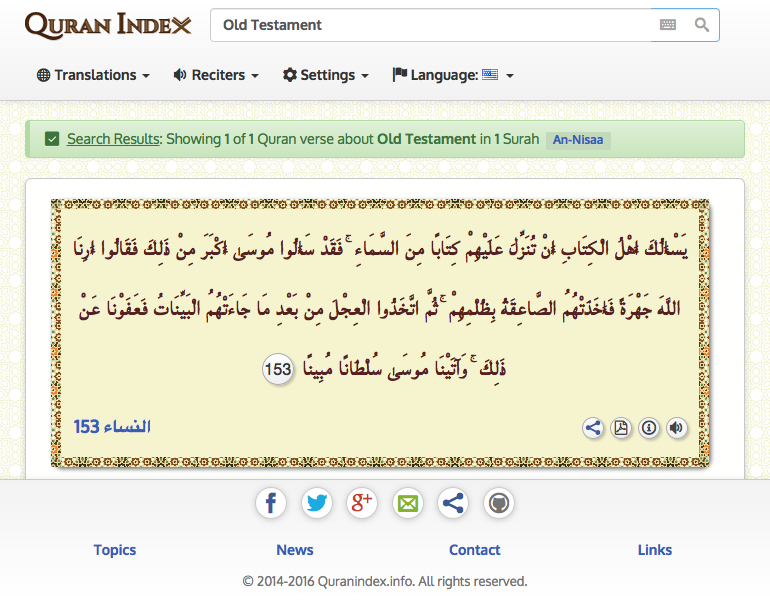 QURAN INDEX
Old Testament
Translations
Reciters
Settings
Language:
Search Results: Showing 1 of 1 Quran verse about Old Testament in 1 Surah An-Nisaa
يَسْأَلُكَ أَهْلُ الْكِتَابِ أَنْ تُنَزِّلَ عَلَيْهِمْ كِتَابًا مِنَ السَّمَاءِ ۚ فَقَدْ سَأَلُوا مُوسَىٰ أَكْبَرَ مِنْ ذَٰلِكَ فَقَالُوا أَرِنَا
اللَّهَ جَهْرَةً فَأَخَذَتْهُمُ الصَّاعِقَةُ بِظُلْمِهِمْ ۚ ثُمَّ اتَّخَذُوا الْعِجْلَ مِنْ بَعْدِ مَا جَاءَتْهُمُ الْبَيِّنَاتُ فَعَفَوْنَا عَنْ
ذَٰلِكَ ۚ وَآتَيْنَا مُوسَىٰ سُلْطَانًا مُبِينًا 153
النساء 153
Topics
News
Contact
Links
© 2014-2016 Quranindex.info. All rights reserved.